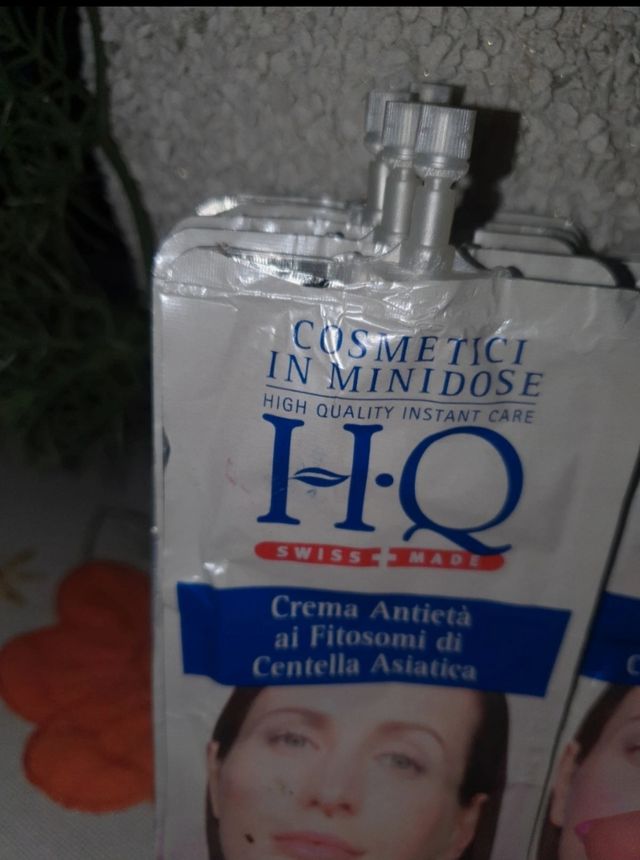 COSMETICI
IN MINIDOSE
HIGH QUALITY INSTANT CARE
H·Q
SWISS + MADE
Crema Antietà
ai Fitosomi di
Centella Asiatica
C